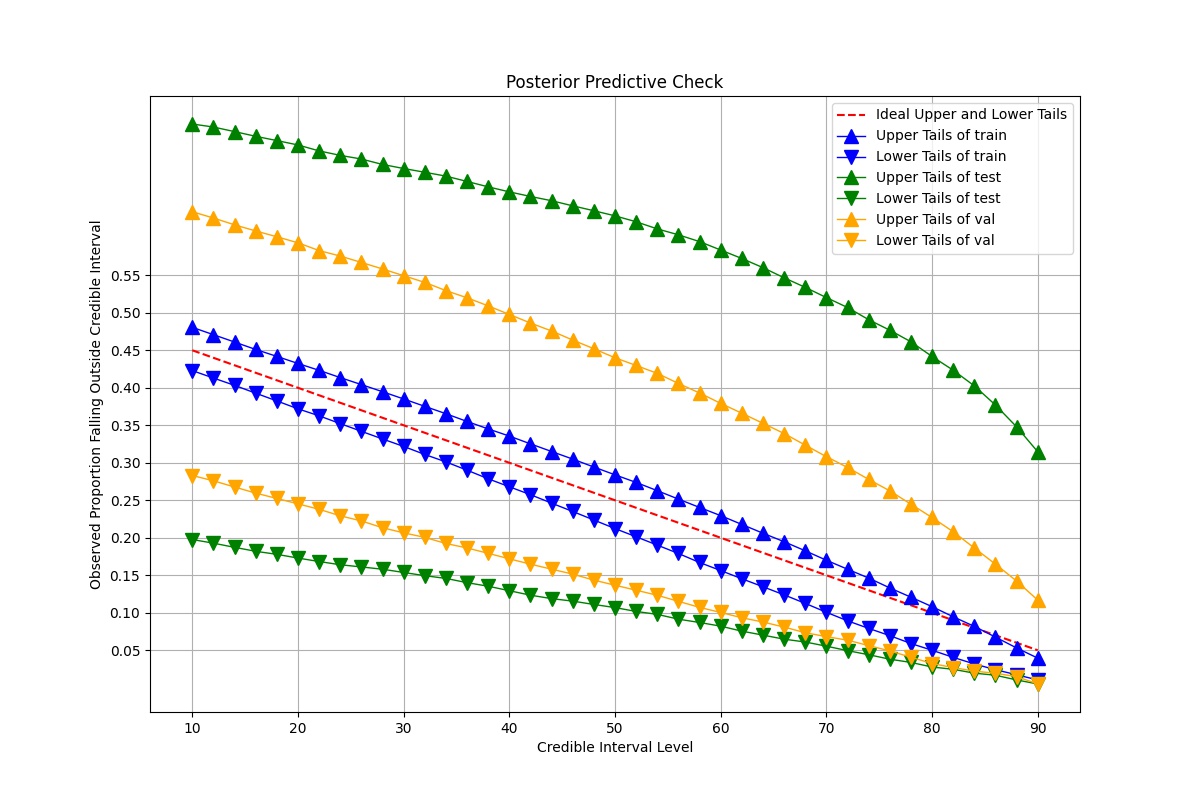 Posterior Predictive Check
Ideal Upper and Lower Tails
Upper Tails of train
Lower Tails of train
Upper Tails of test
Lower Tails of test
Upper Tails of val
Lower Tails of val
Observed Proportion Falling Outside Credible Interval
0.55
0.50
0.45
0.40
0.35
0.30
0.25
0.20
0.15
0.10
0.05
10 20 30 40 50 60 70 80 90
Credible Interval Level